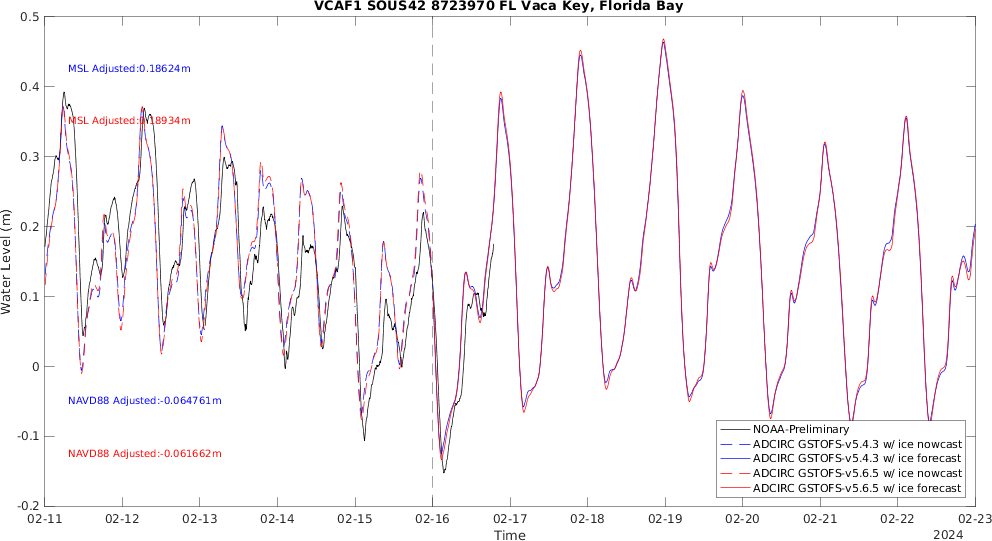 VCAF1 SOUS42 8723970 FL Vaca Key, Florida Bay
0.5
0.4
0.3
0.2
0.1
0
-0.1
-0.2
Water Level (m)
MSL Adjusted:0.18624m
MSL Adjusted:0.18934m
NAVD88 Adjusted:-0.064761m
NAVD88 Adjusted:-0.061662m
NOAA-Preliminary
ADCIRC GSTOFS-v5.4.3 w/ ice nowcast
ADCIRC GSTOFS-v5.4.3 w/ ice forecast
ADCIRC GSTOFS-v5.6.5 w/ ice nowcast
ADCIRC GSTOFS-v5.6.5 w/ ice forecast
02-11 02-12 02-13 02-14 02-15 02-16 02-17 02-18 02-19 02-20 02-21 02-22 02-23
Time
2024